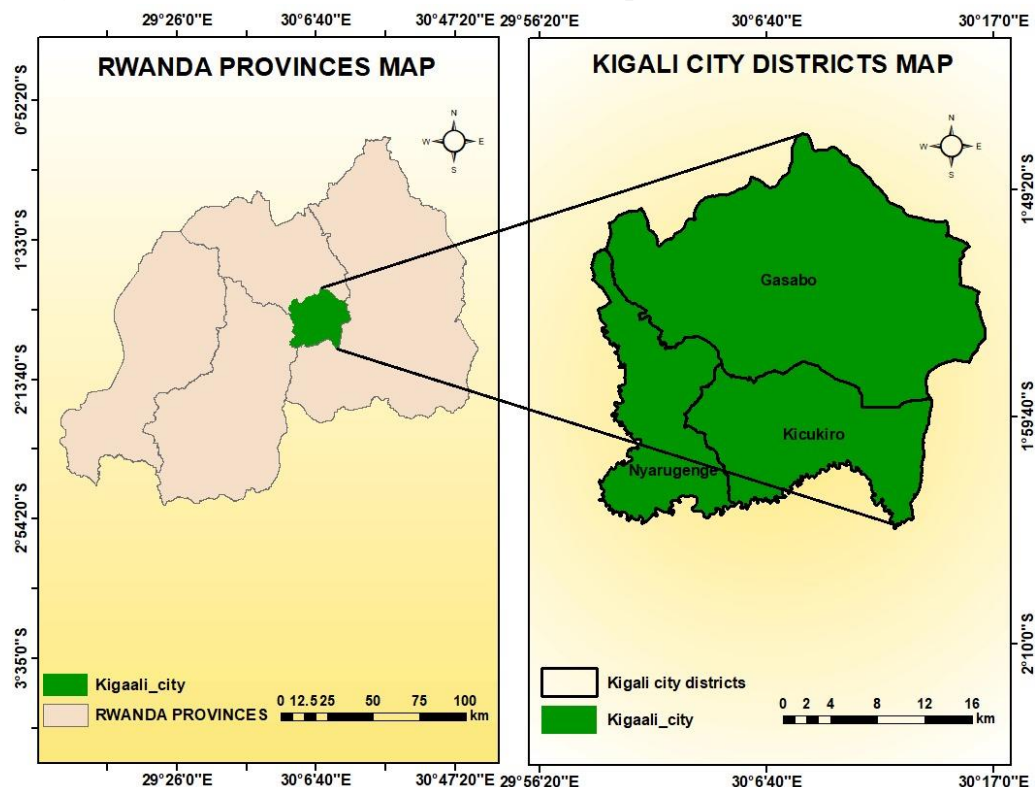 29°26'0"E 30°6'40"E 30°47'20"E
RWANDA PROVINCES MAP
N
W E
S
0°52'20"S
1°33'0"S
2°13'40"S
2°54'20"S
3°35'0"S
Kigaali_city
RWANDA PROVINCES
0 12.5 25 50 75 100
km
29°26'0"E 30°6'40"E 30°47'20"E
29°56'20"E 30°6'40"E 30°17'0"E
KIGALI CITY DISTRICTS MAP
N
W E
S
1°49'20"S
1°59'40"S
2°10'0"S
Gasabo
Kicukiro
Nyarugenge
Kigali city districts
Kigaali_city
0 2 4 8 12 16
km
29°56'20"E 30°6'40"E 30°17'0"E